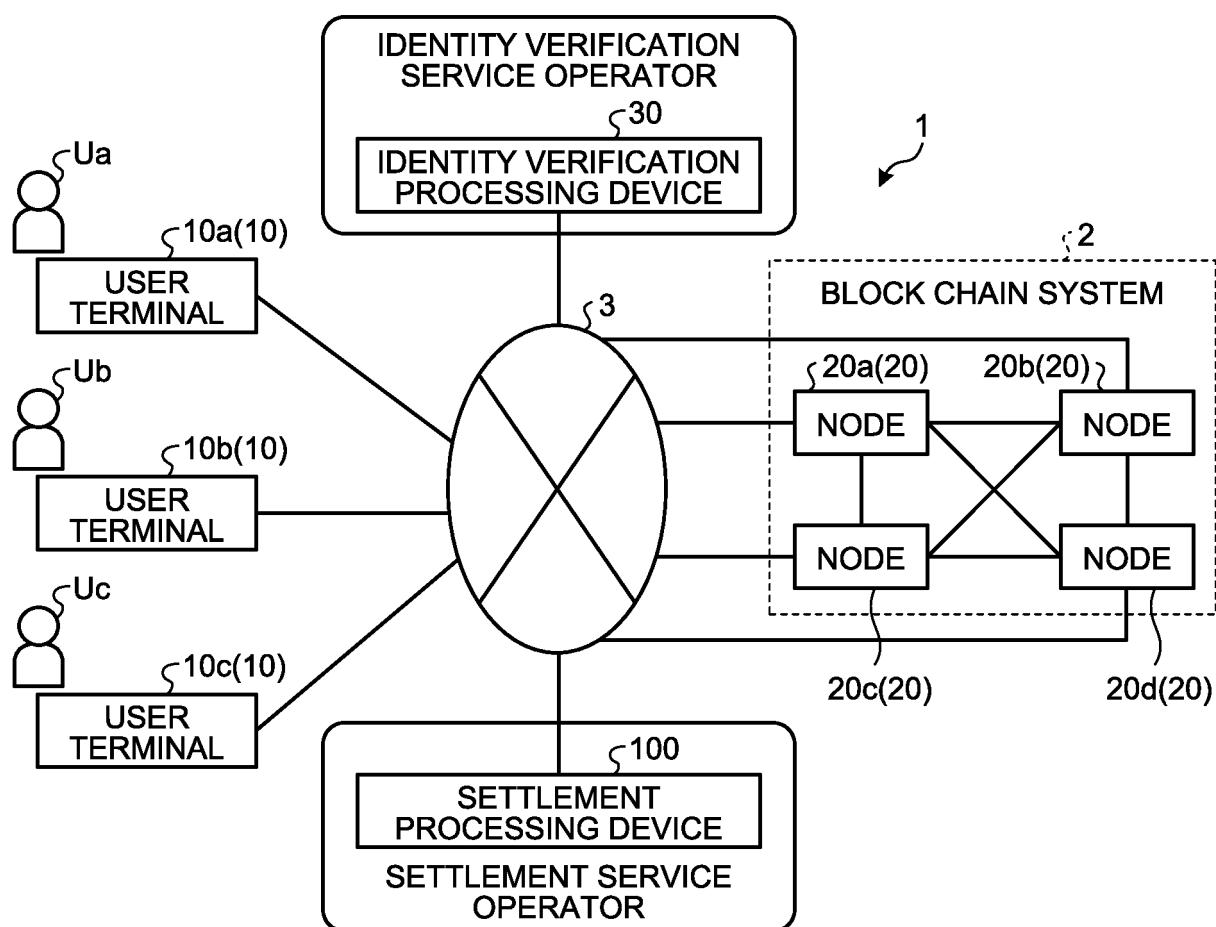 IDENTITY VERIFICATION
SERVICE OPERATOR
30
IDENTITY VERIFICATION
PROCESSING DEVICE
1
Ua
10a(10)
USER
TERMINAL
Ub
10b(10)
USER
TERMINAL
Uc
10c(10)
USER
TERMINAL
3
2
BLOCK CHAIN SYSTEM
20a(20)
20b(20)
NODE
NODE
NODE
NODE
20c(20)
20d(20)
100
SETTLEMENT
PROCESSING DEVICE
SETTLEMENT SERVICE
OPERATOR